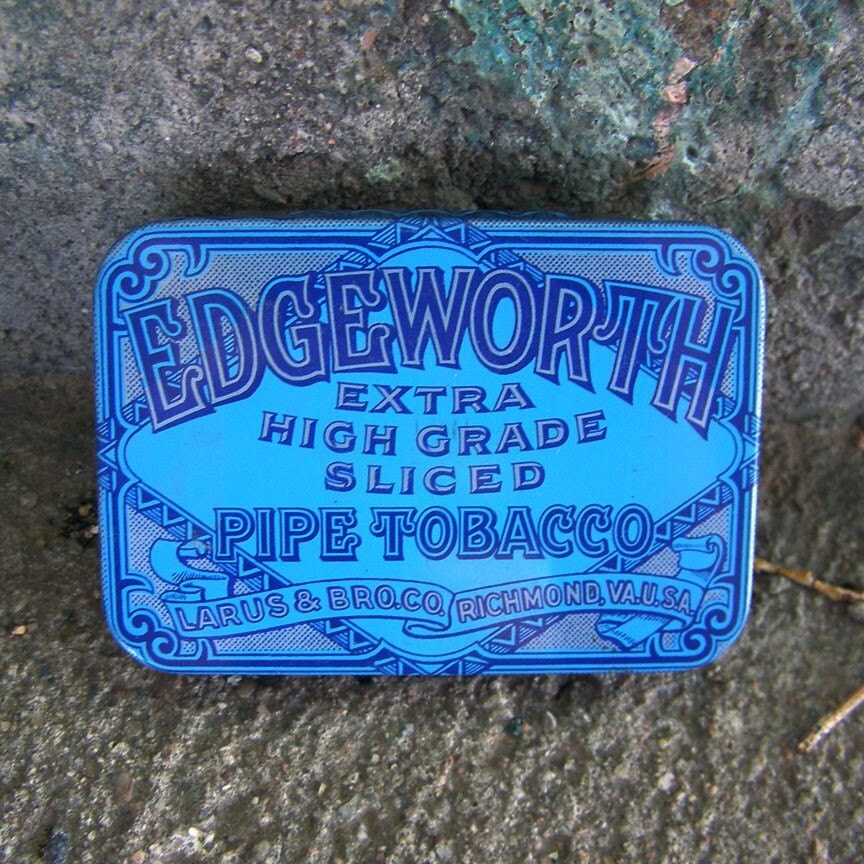 EDGEWORTH
EXTRA
HIGH GRADE
SLICED
PIPE TOBACCO
LARUS & BRO.CO. RICHMOND, VA.U.S.A.